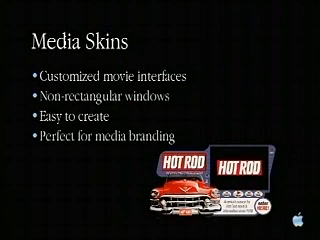 Media Skins
• Customized movie interfaces
• Non-rectangular windows
• Easy to create
• Perfect for media branding
HOT ROD
HOT ROD